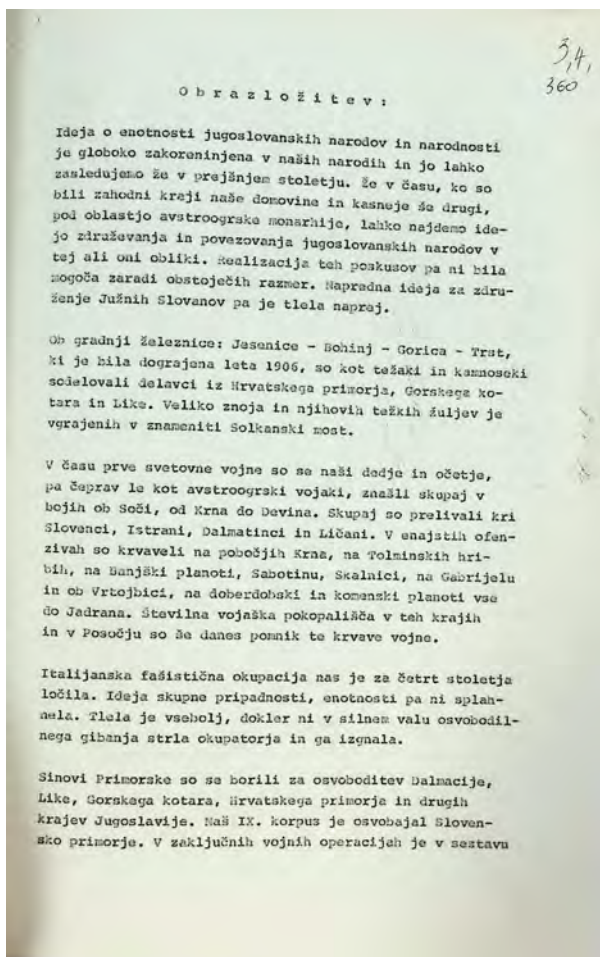 3,4,
360
O b r a z l o ž i t e v :
Ideja o enotnosti jugoslovanskih narodov in narodnosti
je globoko zakoreninjena v naših narodih in jo lahko
zasledujemo že v prejšnjem stoletju. Že v času, ko so
bili zahodni kraji naše domovine in kasneje še drugi,
pod oblastjo avstroogrske monarhije, lahko najdemo ide-
jo združevanja in povezovanja jugoslovanskih narodov v
tej ali oni obliki. Realizacija teh poskusov pa ni bila
mogoča zaradi obstoječih razmer. Napredna ideja za zdru-
ženje Južnih Slovanov pa je tlela naprej.
Ob gradnji železnice: Jesenice - Bohinj - Gorica - Trst,
ki je bila dograjena leta 1906, so kot težaki in kamnoseki
sodelovali delavci iz Hrvatskega primorja, Gorskega ko-
tara in Like. Veliko znoja in njihovih težkih žuljev je
vgrajenih v znameniti Solkanski most.
V času prve svetovne vojne so se naši dedje in očetje,
pa čeprav le kot avstroogrski vojaki, znašli skupaj v
bojih ob Soči, od Krna do Devina. Skupaj so prelivali kri
Slovenci, Istrani, Dalmatinci in Ličani. V enajstih ofen-
zivah so krvaveli na pobočjih Krna, na Tolminskih hri-
bih, na Banjški planoti, Sabotinu, Skalnici, na Gabrijelu
in ob Vrtojbici, na doberdobski in komenski planoti vse
do Jadrana. Številna vojaška pokopališča v teh krajih
in v Posočju so še danes pomnik te krvave vojne.
Italijanska fašistična okupacija nas je za četrt stoletja
ločila. Ideja skupne pripadnosti, enotnosti pa ni splah-
nela. Tlela je vsebolj, dokler ni v silnem valu osvobodil-
nega gibanja strla okupatorja in ga izgnala.
Sinovi Primorske so se borili za osvoboditev Dalmacije,
Like, Gorskega kotara, Hrvatskega primorja in drugih
krajev Jugoslavije. Naš IX. korpus je osvobajal Sloven-
sko primorje. V zaključnih vojnih operacijah je v sestavu